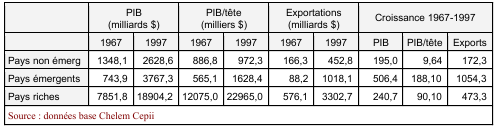 PIB (milliards $) PIB/tête (milliers $) Exportations (milliards $) Croissance 1967-1997
1967 1997 1967 1997 1967 1997 PIB PIB/tête Exports
Pays non émerg 1348,1 2628,6 886,8 972,3 166,3 452,8 195,0 9,64 172,3
Pays émergents 743,9 3767,3 565,1 1628,4 88,2 1018,1 506,4 188,10 1054,3
Pays riches 7851,8 18904,2 12075,0 22965,0 576,1 3302,7 240,7 90,10 473,3
Source : données base Chelem Cepii